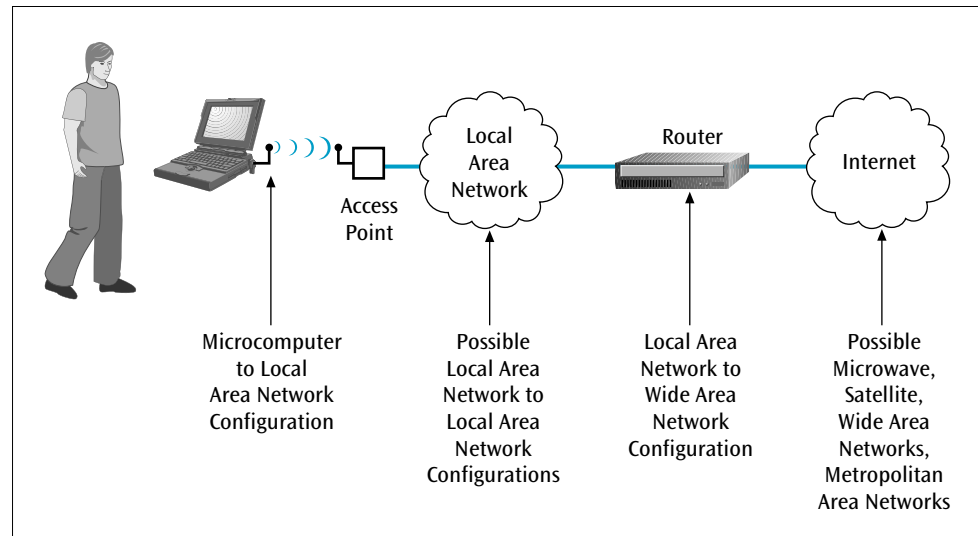 Local
Area
Network
Router
Internet
Access
Point
Microcomputer
to Local
Area Network
Configuration
Possible
Local Area
Network to
Local Area
Network
Configurations
Local Area
Network to
Wide Area
Network
Configuration
Possible
Microwave,
Satellite,
Wide Area
Networks,
Metropolitan
Area Networks